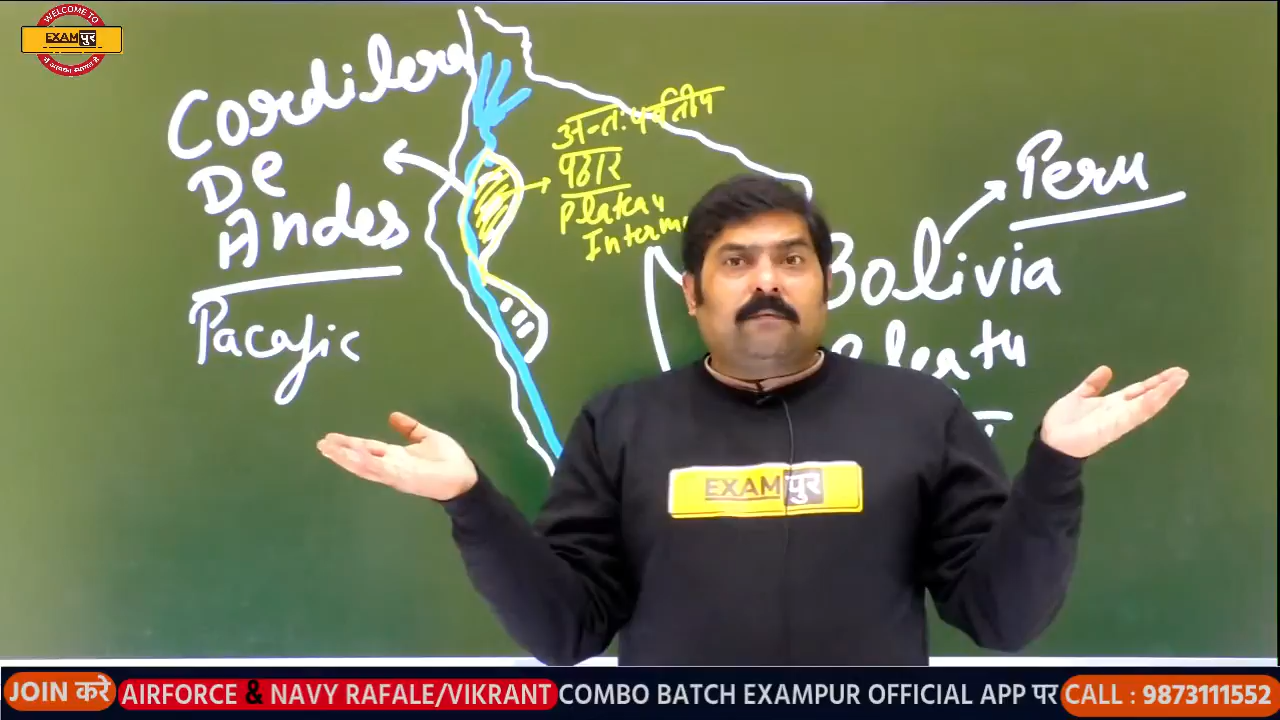 WELCOME TO
EXAMपुर
Cordilera
De
Andes
Pacafic
अन्तः पर्वतीय
पठार
Plateau
Interm
Peru
Bolivia
EXAMपुर
JOIN करे AIRFORCE & NAVY RAFALE/VIKRANT COMBO BATCH EXAMPUR OFFICIAL APP पर CALL : 9873111552